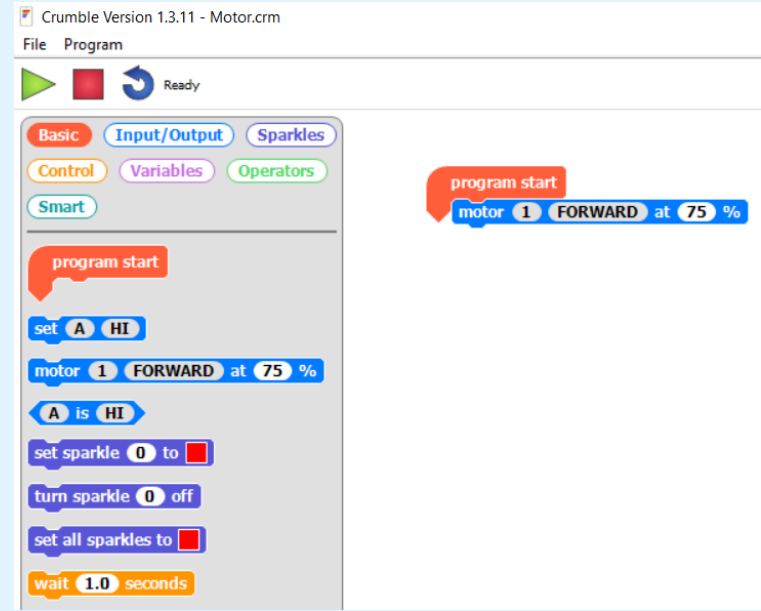 Crumble Version 1.3.11 - Motor.crm
File Program
Ready
Basic Input/Output Sparkles
Control Variables Operators
Smart
program start
set A HI
motor 1 FORWARD at 75 %
A is HI
set sparkle 0 to
turn sparkle 0 off
set all sparkles to
wait 1.0 seconds
program start
motor 1 FORWARD at 75 %